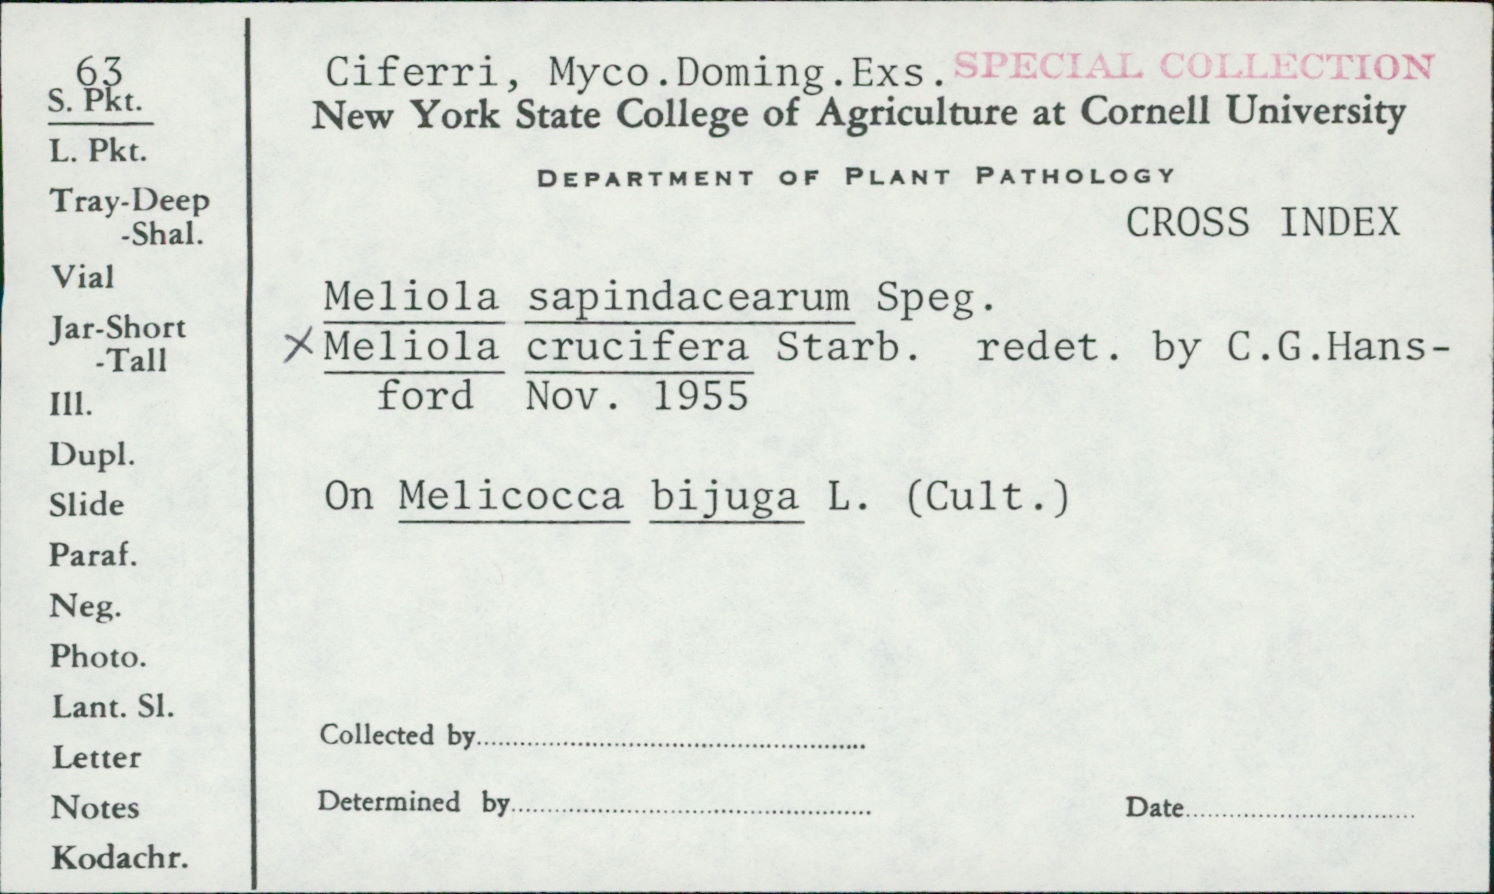 63
S. Pkt.
L. Pkt.
Tray-Deep
-Shal.
Vial
Jar-Short
-Tall
Ill.
Dupl.
Slide
Paraf.
Neg.
Photo.
Lant. Sl.
Letter
Notes
Kodachr.
Ciferri, Myco.Doming.Exs. SPECIAL COLLECTION
New York State College of Agriculture at Cornell University
DEPARTMENT OF PLANT PATHOLOGY
CROSS INDEX
Meliola sapindacearum Speg.
X Meliola crucifera Starb. redet. by C.G.Hans-
ford Nov. 1955
On Melicocca bijuga L. (Cult.)
Collected by
Determined by
Date